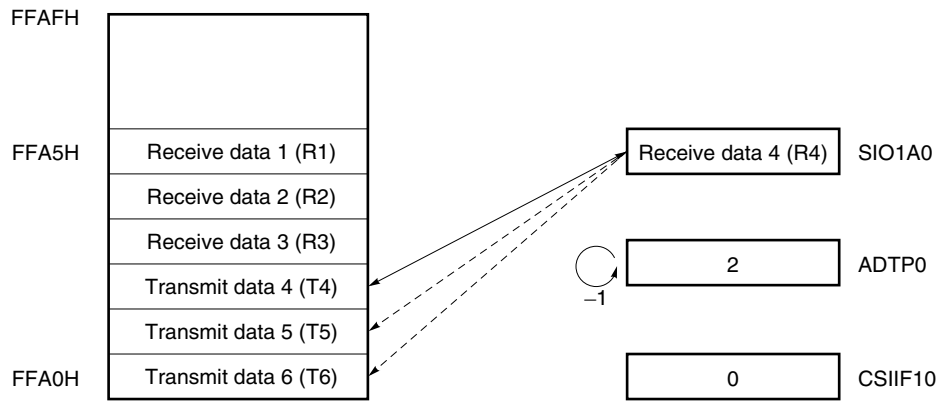 FFAFH
FFA5H Receive data 1 (R1) Receive data 4 (R4) SIO1A0
Receive data 2 (R2)
Receive data 3 (R3) 2 ADTP0
Transmit data 4 (T4) –1
Transmit data 5 (T5)
FFA0H Transmit data 6 (T6) 0 CSIIF10